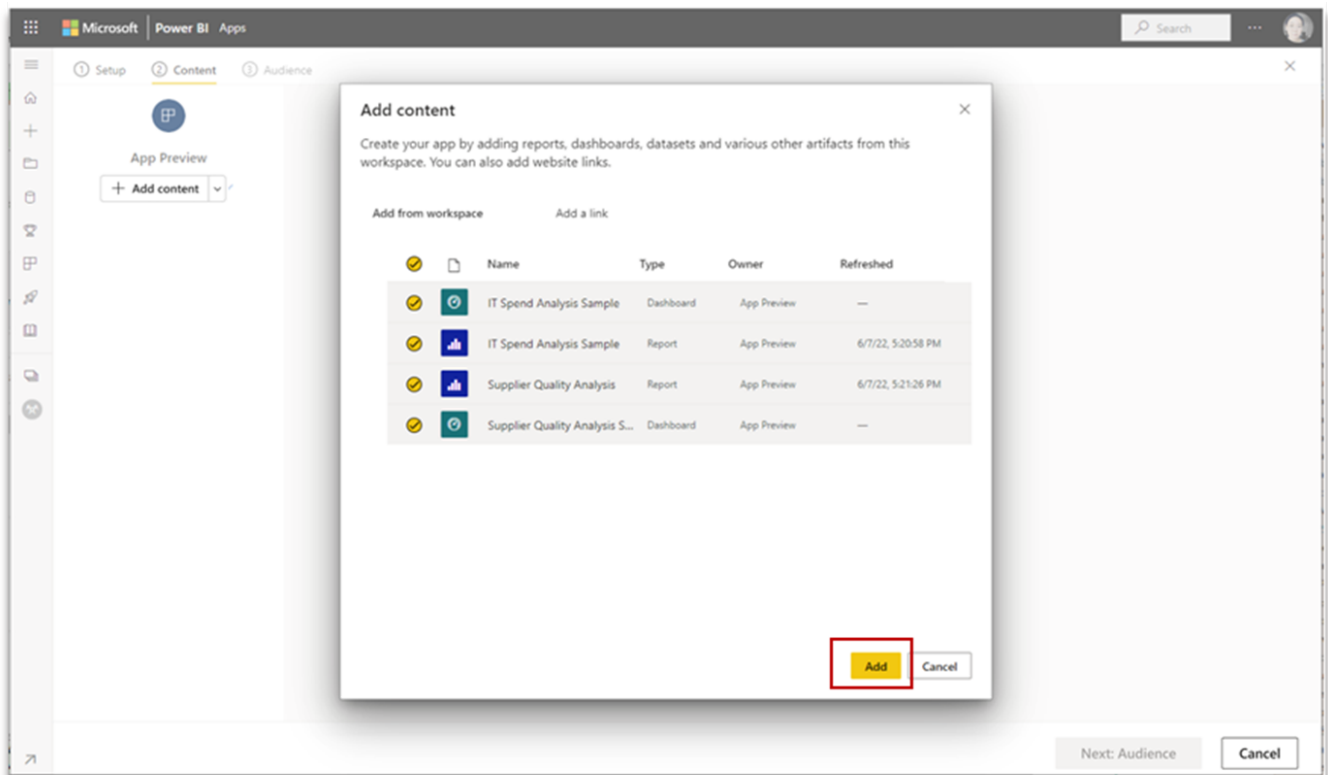 Microsoft Power BI Apps Search ...
1 Setup 2 Content 3 Audience
App Preview
+ Add content
Add content
Create your app by adding reports, dashboards, datasets and various other artifacts from this
workspace. You can also add website links.
Add from workspace Add a link
Name Type Owner Refreshed
IT Spend Analysis Sample Dashboard App Preview —
IT Spend Analysis Sample Report App Preview 6/7/22, 5:20:58 PM
Supplier Quality Analysis Report App Preview 6/7/22, 5:21:26 PM
Supplier Quality Analysis S... Dashboard App Preview —
Add Cancel
Next: Audience Cancel